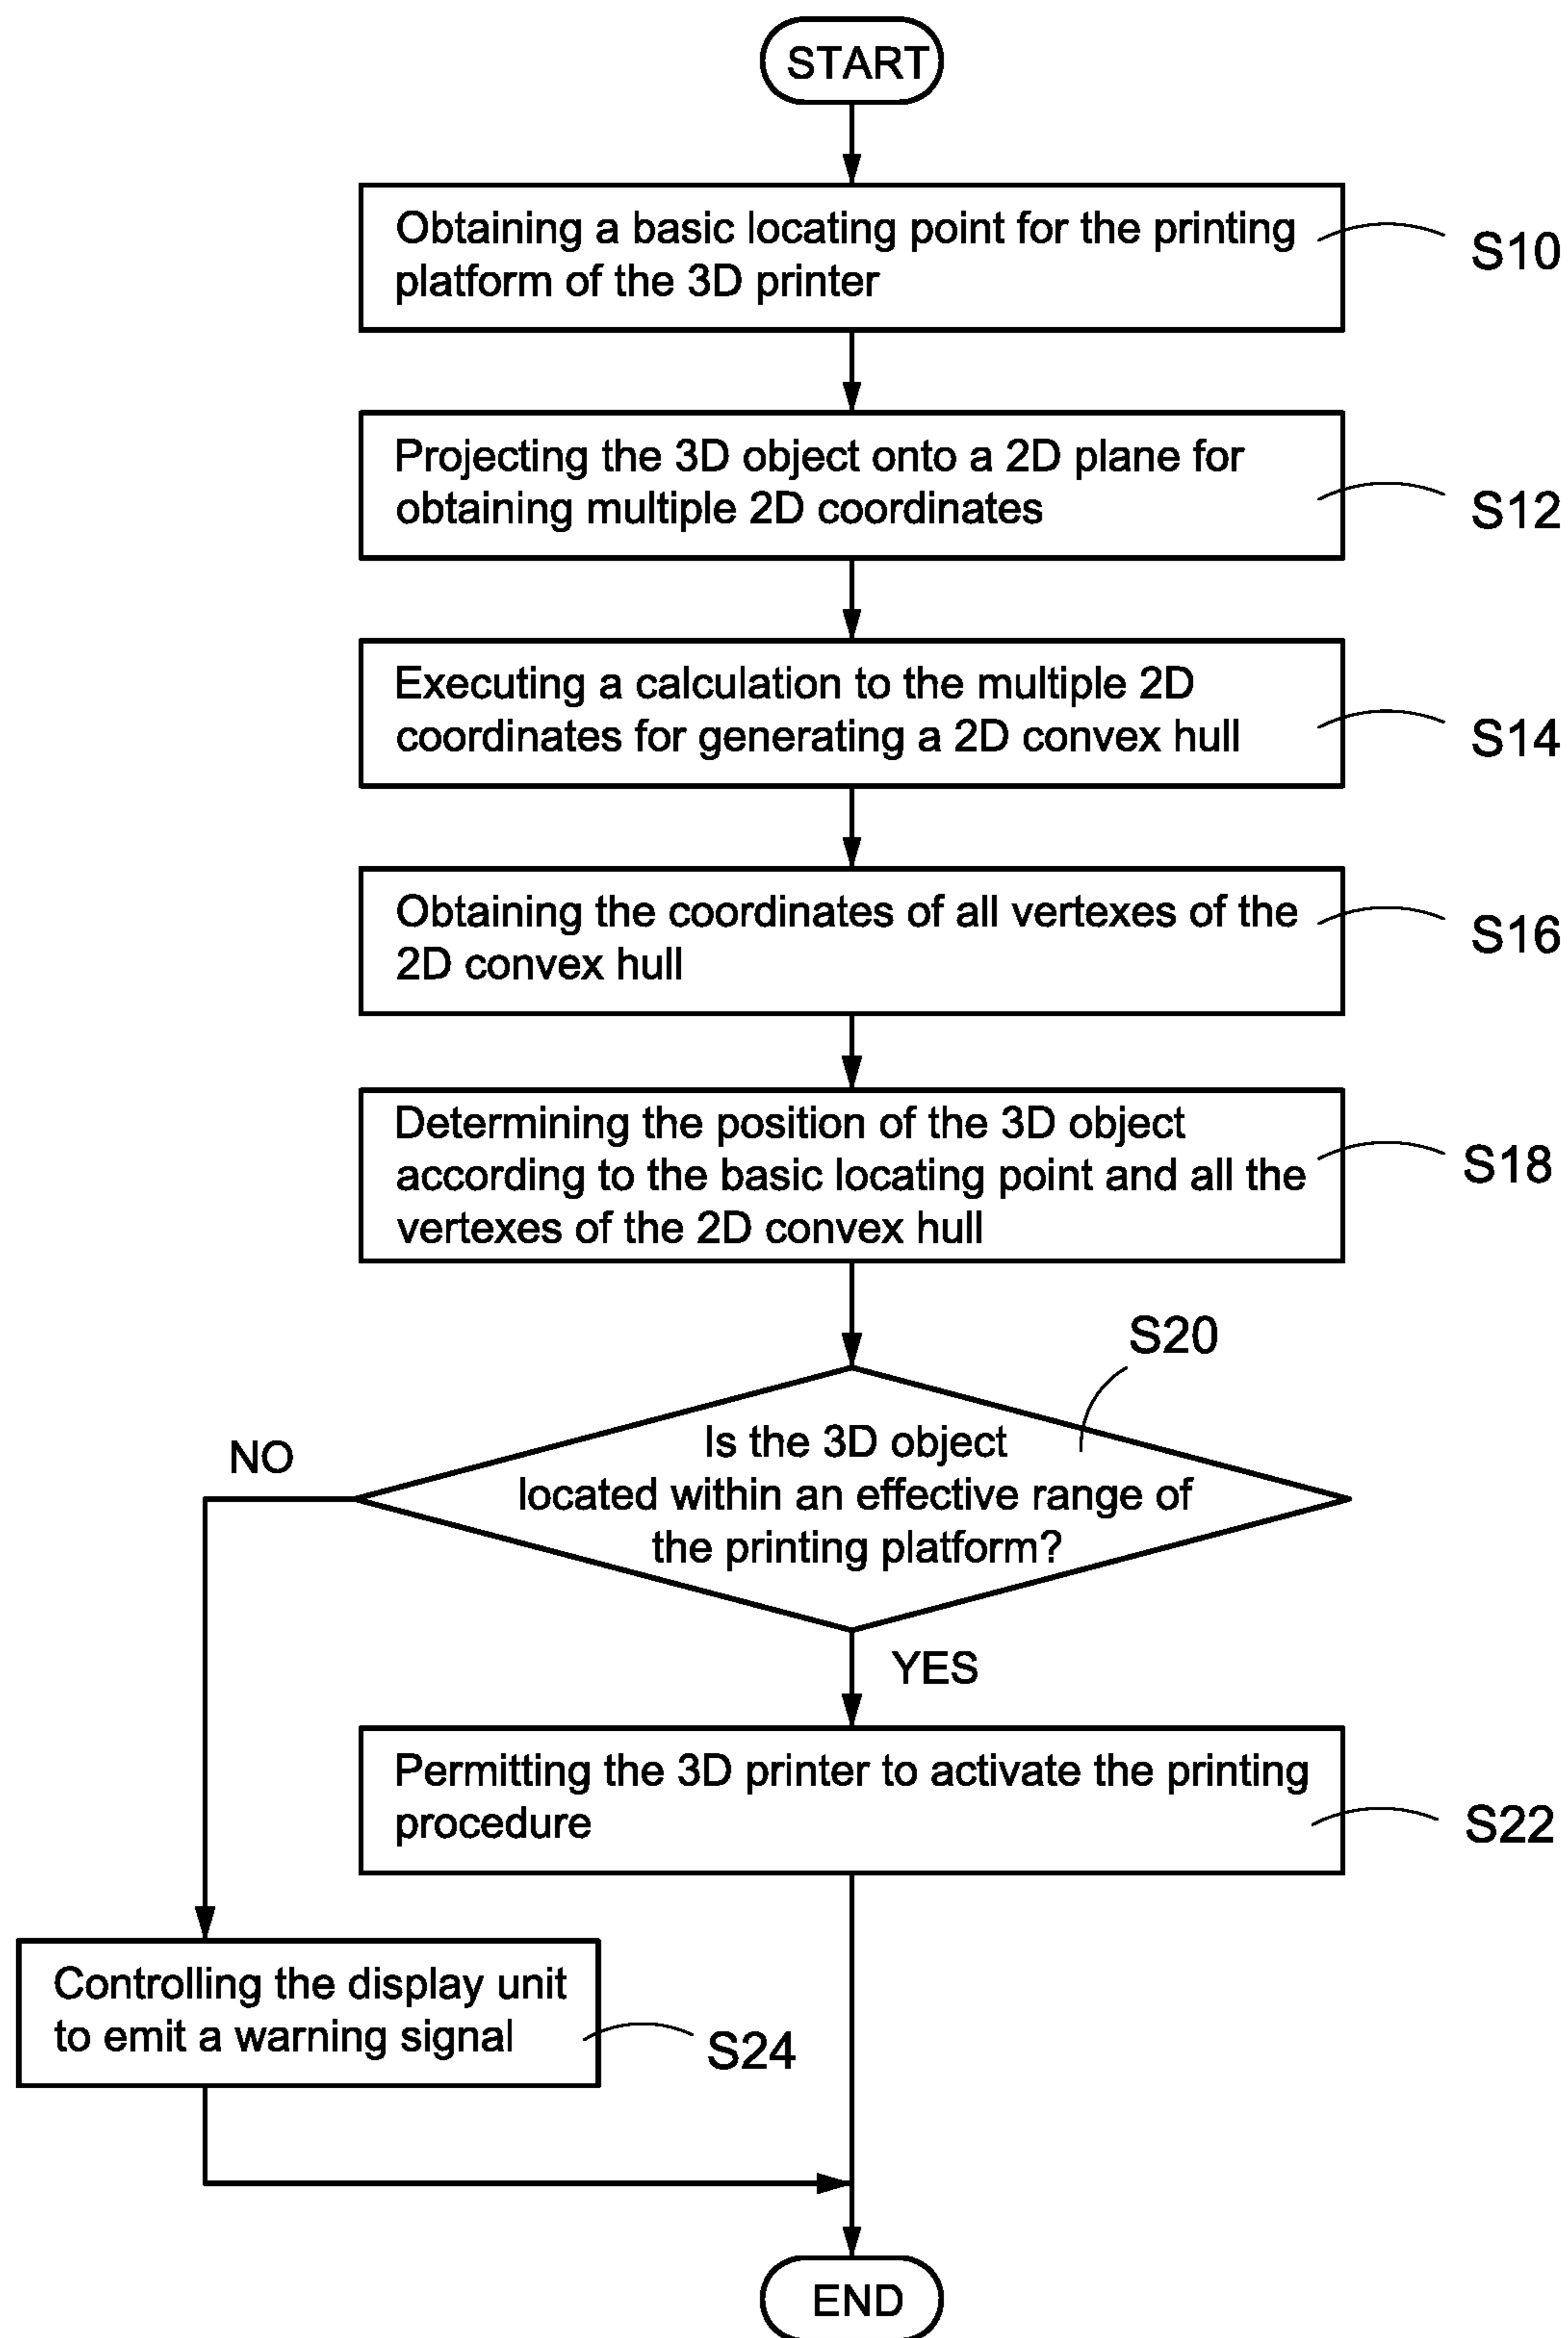 START
Obtaining a basic locating point for the printing
platform of the 3D printer
S10
Projecting the 3D object onto a 2D plane for
obtaining multiple 2D coordinates
S12
Executing a calculation to the multiple 2D
coordinates for generating a 2D convex hull
S14
Obtaining the coordinates of all vertexes of the
2D convex hull
S16
Determining the position of the 3D object
according to the basic locating point and all the
vertexes of the 2D convex hull
S18
S20
Is the 3D object
located within an effective range of
the printing platform?
NO
YES
Permitting the 3D printer to activate the printing
procedure
S22
Controlling the display unit
to emit a warning signal
S24
END